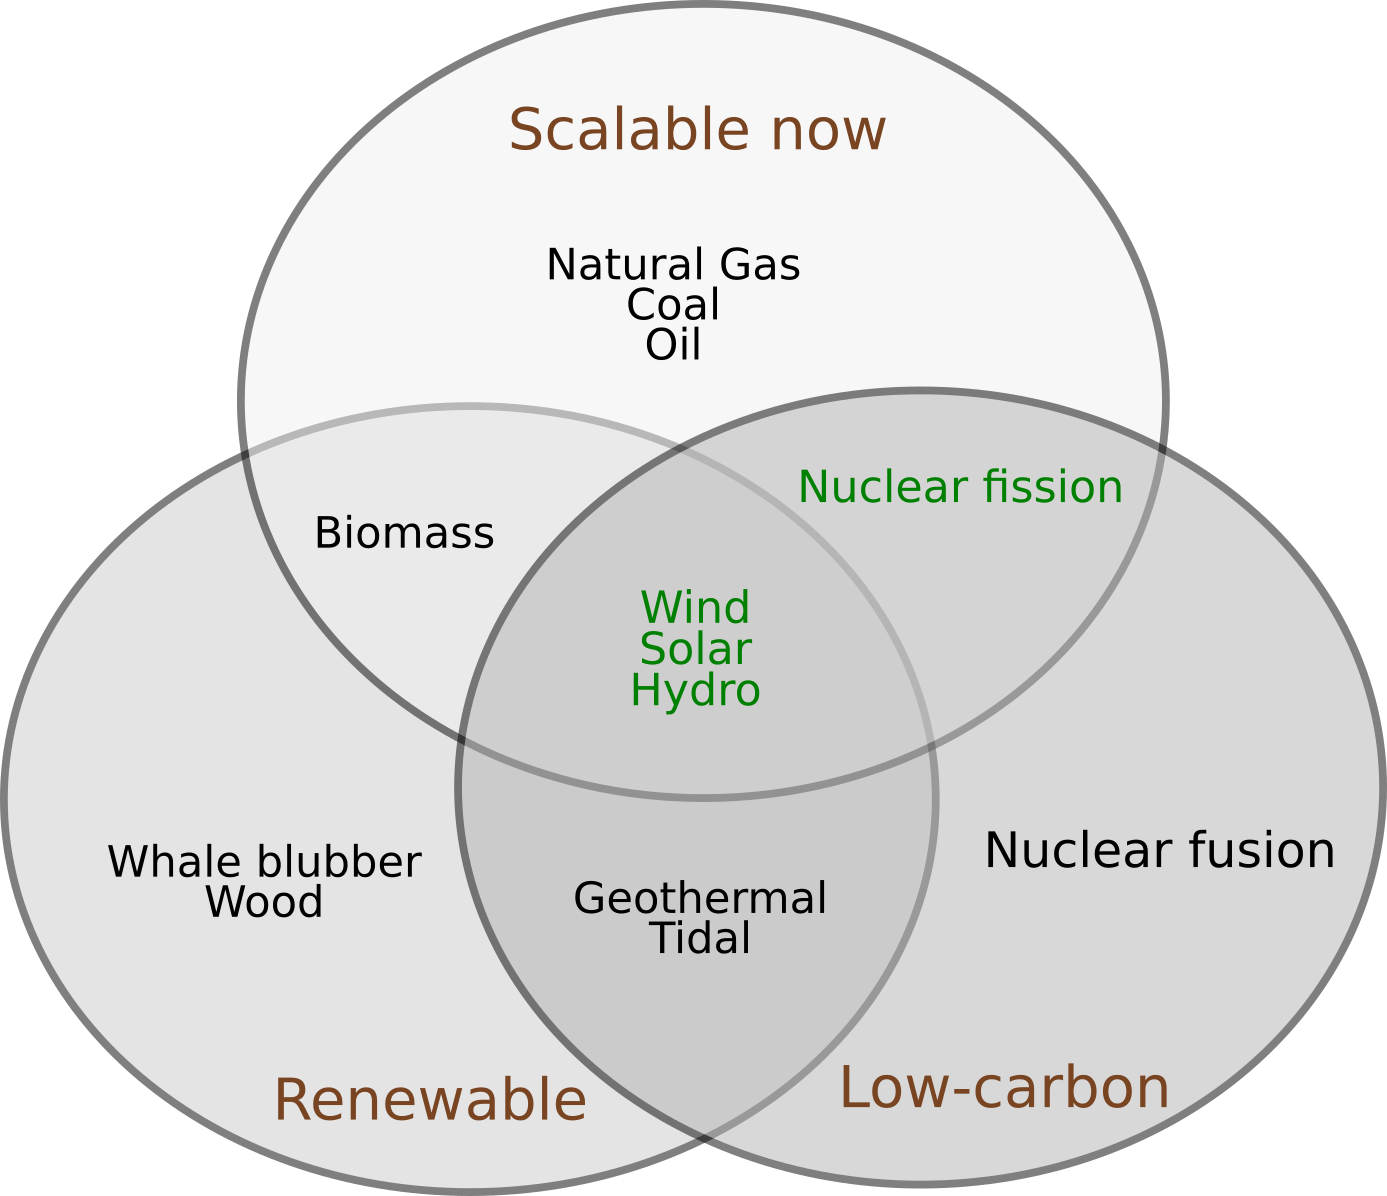 Scalable now
Natural Gas
Coal
Oil
Nuclear fission
Biomass
Wind
Solar
Hydro
Whale blubber
Wood
Nuclear fusion
Geothermal
Tidal
Renewable
Low-carbon